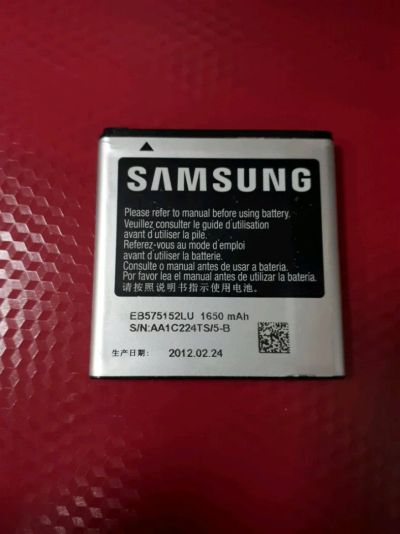 SAMSUNG
Please refer to manual before using battery.
Veuillez consulter le guide d'utilisation
avant d'utiliser la pile.
Referez-vous au mode d'emploi
avant d'utiliser la batterie.
Consulte o manual antes de usar a bateria.
Por favor lea el manual antes de utilizar la bateria.
请按照说明书指示使用电池。
EB575152LU 1650 mAh
S/N:AA1C224TS/5-B
生产日期: 2012.02.24